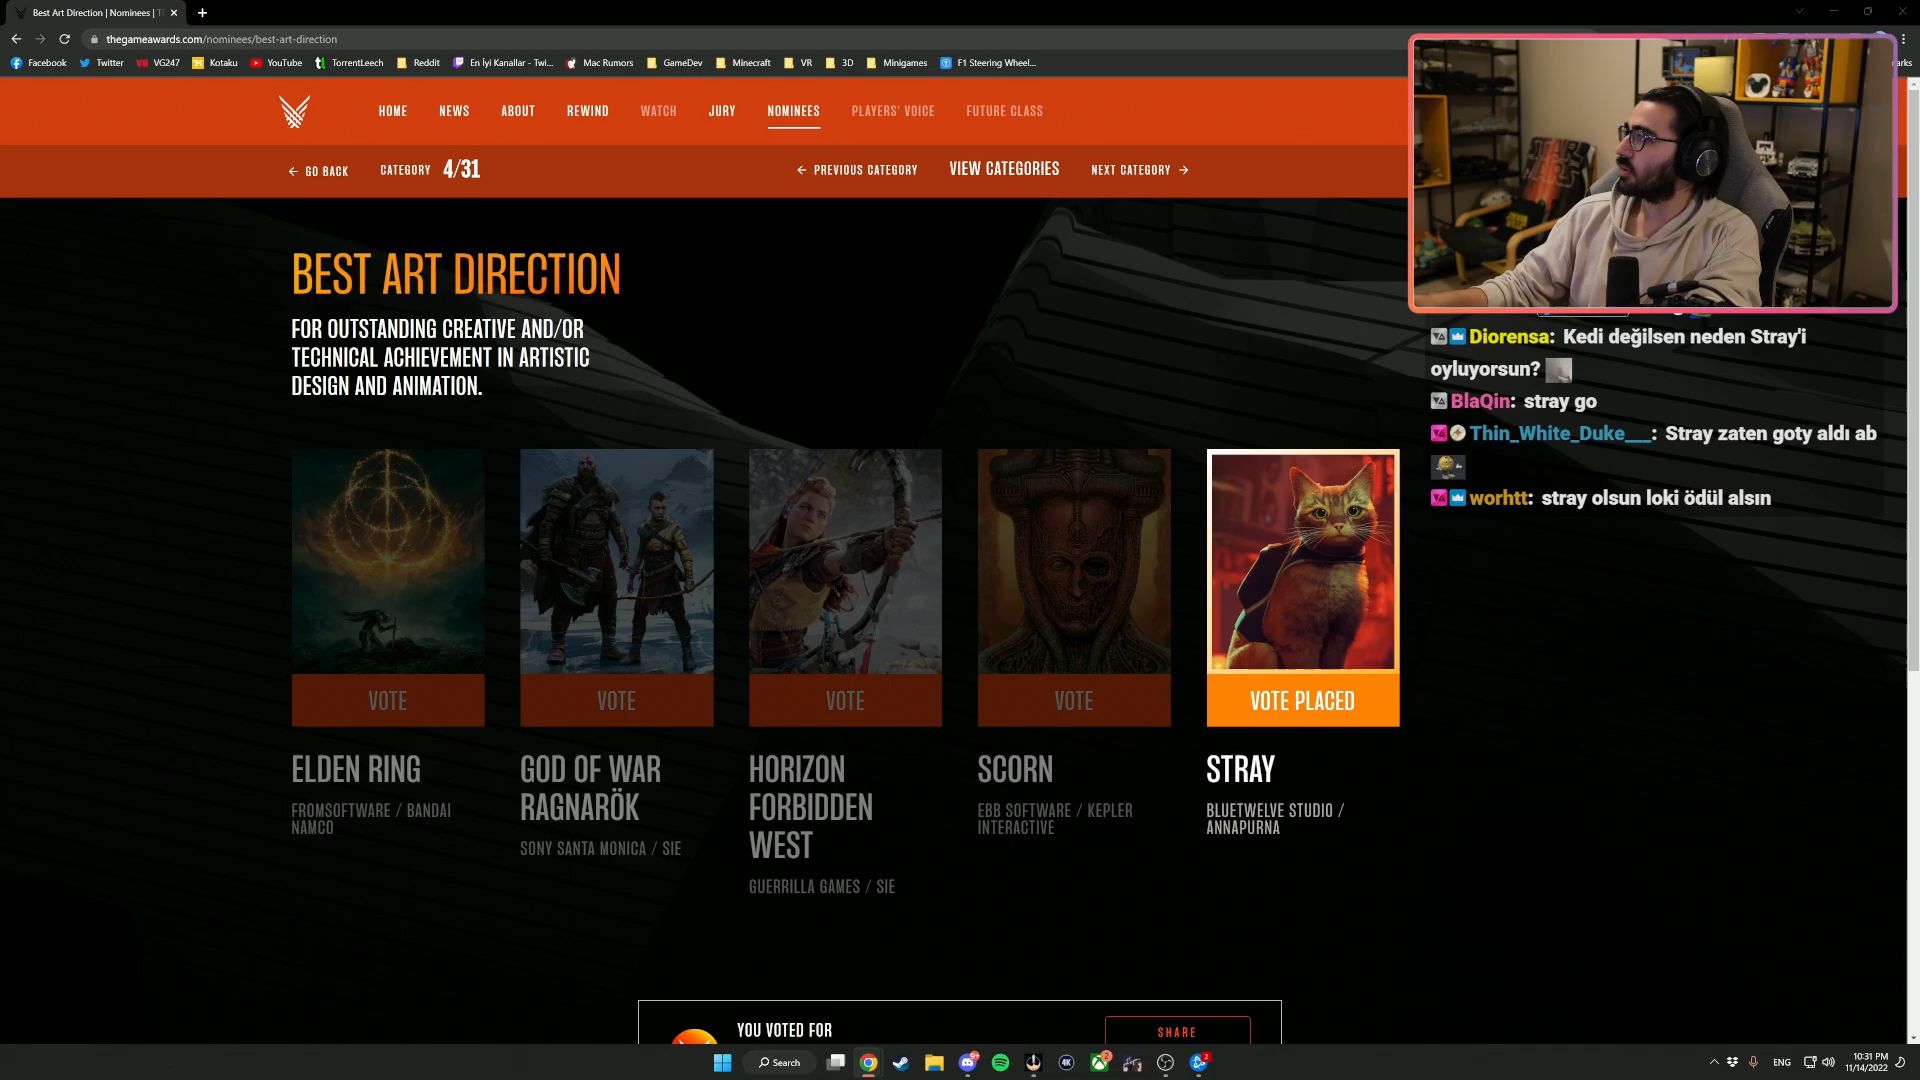 Best Art Direction | Nominees | T
thegameawards.com/nominees/best-art-direction
Facebook Twitter VG247 Kotaku YouTube TorrentLeech Reddit En İyi Kanallar - Twi... Mac Rumors GameDev Minecraft VR 3D Minigames F1 Steering Wheel...
HOME NEWS ABOUT REWIND WATCH JURY NOMINEES PLAYERS' VOICE FUTURE CLASS
← GO BACK CATEGORY 4/31 ← PREVIOUS CATEGORY VIEW CATEGORIES NEXT CATEGORY →
BEST ART DIRECTION
FOR OUTSTANDING CREATIVE AND/OR
TECHNICAL ACHIEVEMENT IN ARTISTIC
DESIGN AND ANIMATION.
Diorensa: Kedi değilsen neden Stray'i
oyluyorsun?
BlaQin: stray go
Thin_White_Duke___: Stray zaten goty aldı ab
worhtt: stray olsun loki ödül alsın
VOTE VOTE VOTE VOTE VOTE PLACED
ELDEN RING
FROMSOFTWARE / BANDAI
NAMCO
GOD OF WAR
RAGNARÖK
SONY SANTA MONICA / SIE
HORIZON
FORBIDDEN
WEST
GUERRILLA GAMES / SIE
SCORN
EBB SOFTWARE / KEPLER
INTERACTIVE
STRAY
BLUETWELVE STUDIO /
ANNAPURNA
YOU VOTED FOR
SHARE
Search
ENG
10:31 PM
11/14/2022